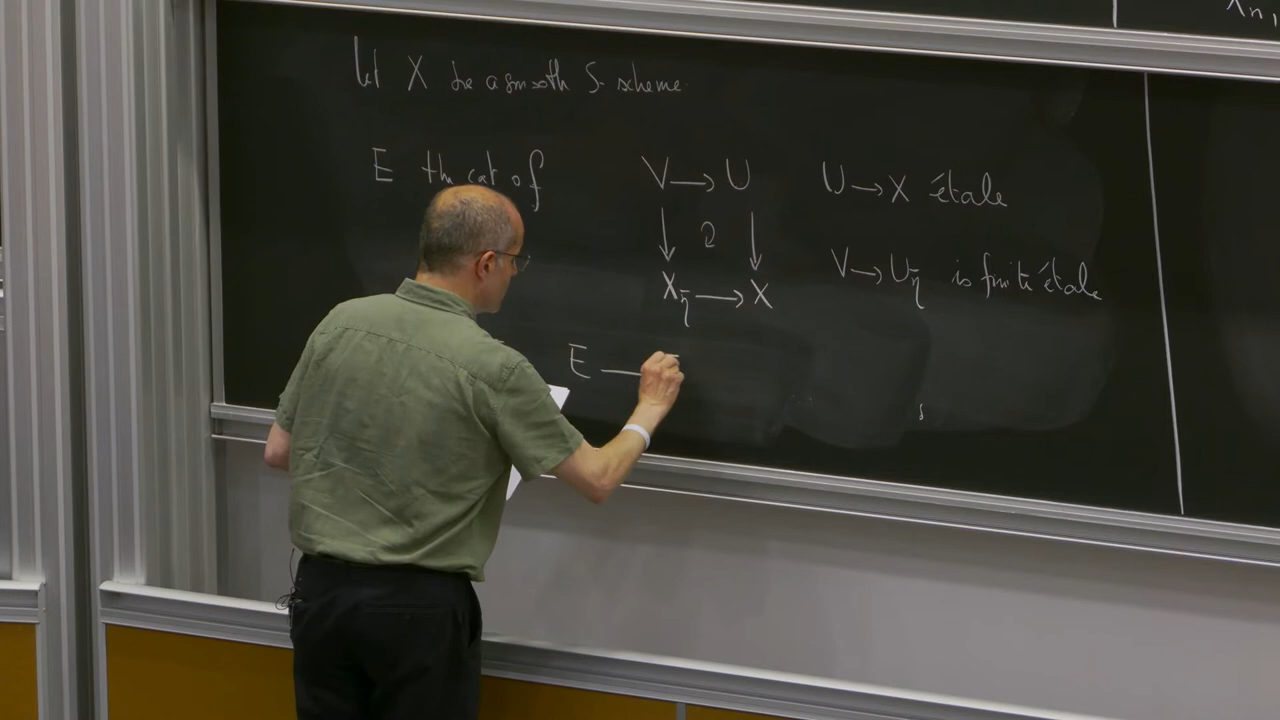 Let X be a smooth S-scheme
E the cat of V → U U → X étale
↓ 2 ↓
X_η̄ → X V → U_η̄ is finite étale
E —